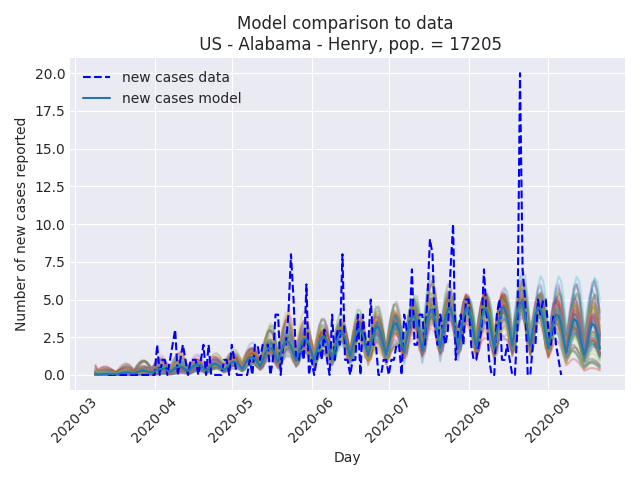 Model comparison to data
US - Alabama - Henry, pop. = 17205
new cases data
new cases model
Number of new cases reported
20.0
17.5
15.0
12.5
10.0
7.5
5.0
2.5
0.0
2020-03
2020-04
2020-05
2020-06
2020-07
2020-08
2020-09
Day